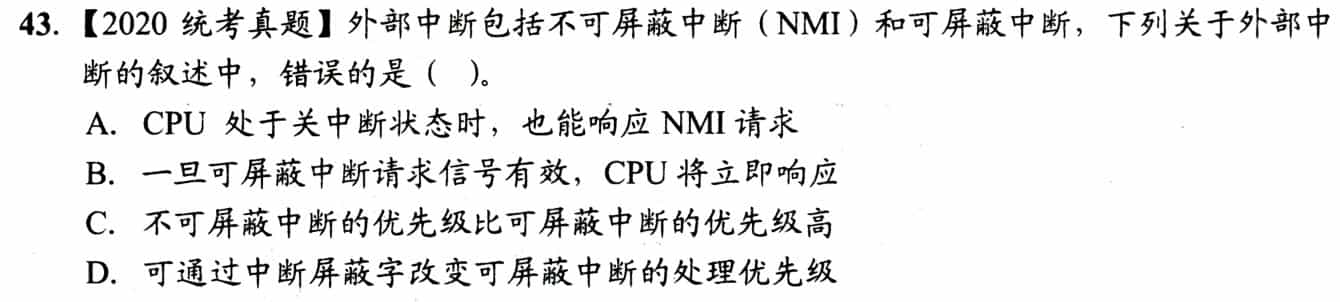 43.【2020 统考真题】外部中断包括不可屏蔽中断（NMI）和可屏蔽中断，下列关于外部中
断的叙述中，错误的是（ ）。
A. CPU 处于关中断状态时，也能响应 NMI 请求
B. 一旦可屏蔽中断请求信号有效，CPU 将立即响应
C. 不可屏蔽中断的优先级比可屏蔽中断的优先级高
D. 可通过中断屏蔽字改变可屏蔽中断的处理优先级